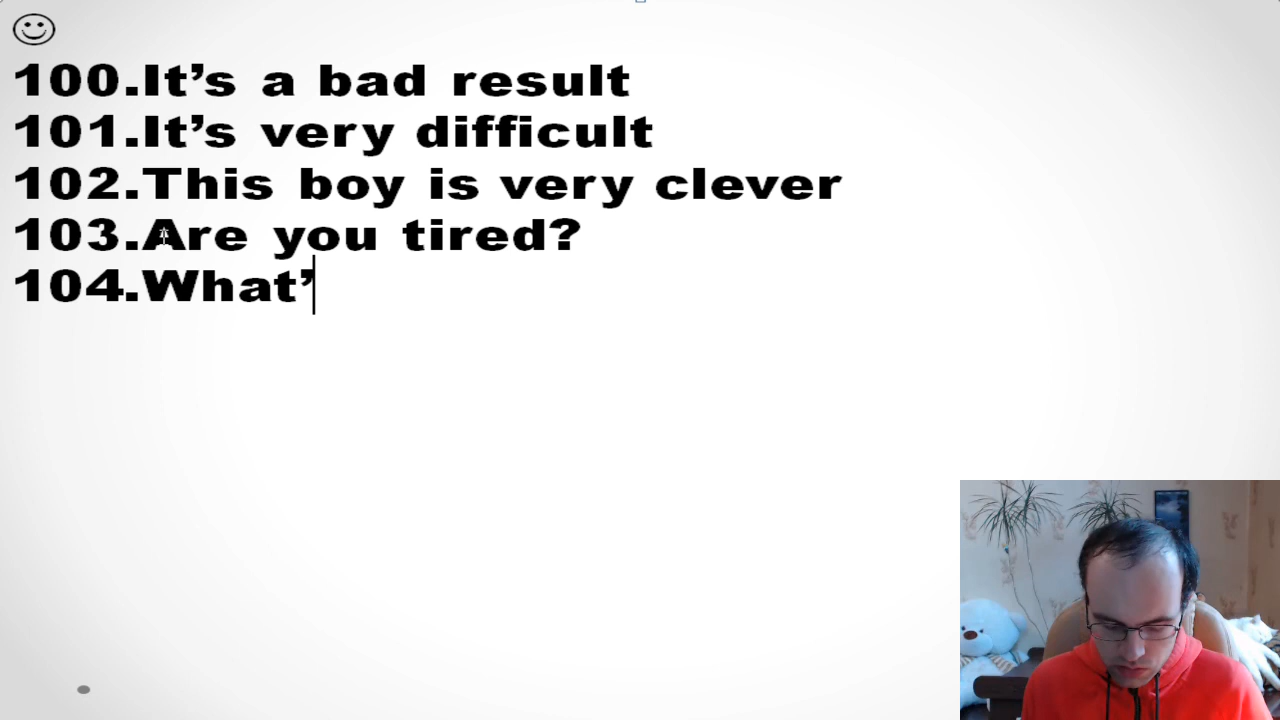 100.It’s a bad result
101.It’s very difficult
102.This boy is very clever
103.Are you tired?
104.What’